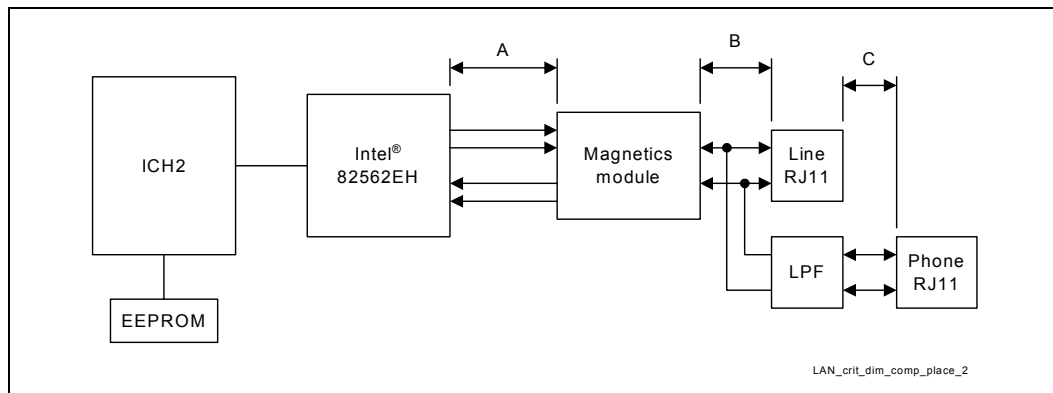 A
B
C
ICH2
Intel®
82562EH
Magnetics
module
Line
RJ11
LPF
Phone
RJ11
EEPROM
LAN_crit_dim_comp_place_2